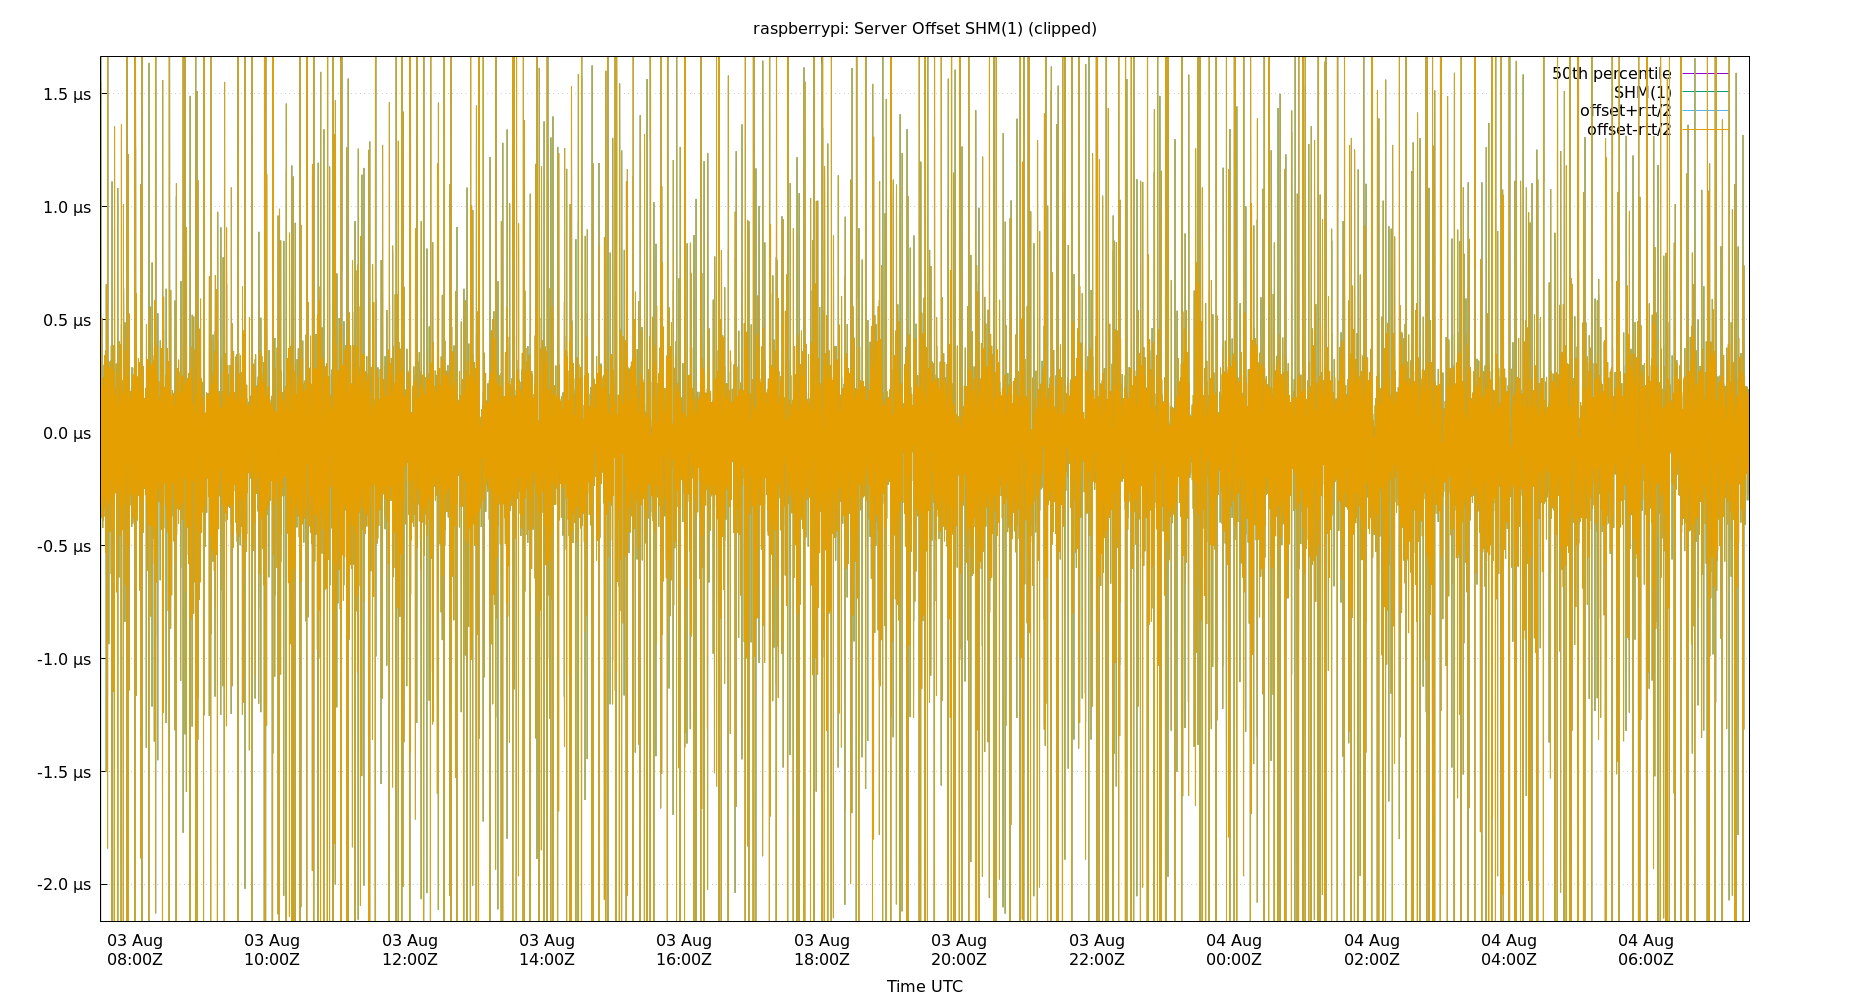 raspberrypi: Server Offset SHM(1) (clipped)
50th percentile
SHM(1)
offset+rtt/2
offset-rtt/2
1.5 µs
1.0 µs
0.5 µs
0.0 µs
-0.5 µs
-1.0 µs
-1.5 µs
-2.0 µs
03 Aug 03 Aug 03 Aug 03 Aug 03 Aug 03 Aug 03 Aug 03 Aug 04 Aug 04 Aug 04 Aug 04 Aug
08:00Z 10:00Z 12:00Z 14:00Z 16:00Z 18:00Z 20:00Z 22:00Z 00:00Z 02:00Z 04:00Z 06:00Z
Time UTC